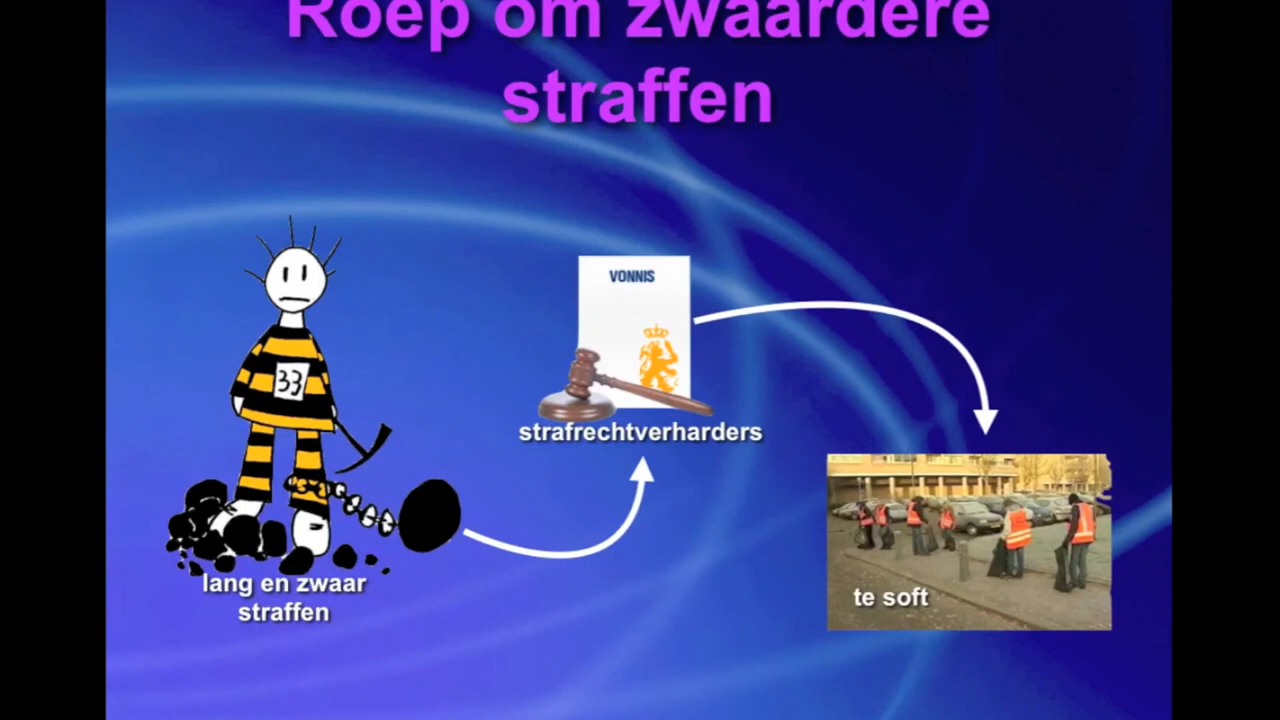 Roep om zwaardere
straffen
VONNIS
33
strafrechtverharders
lang en zwaar
straffen
te soft